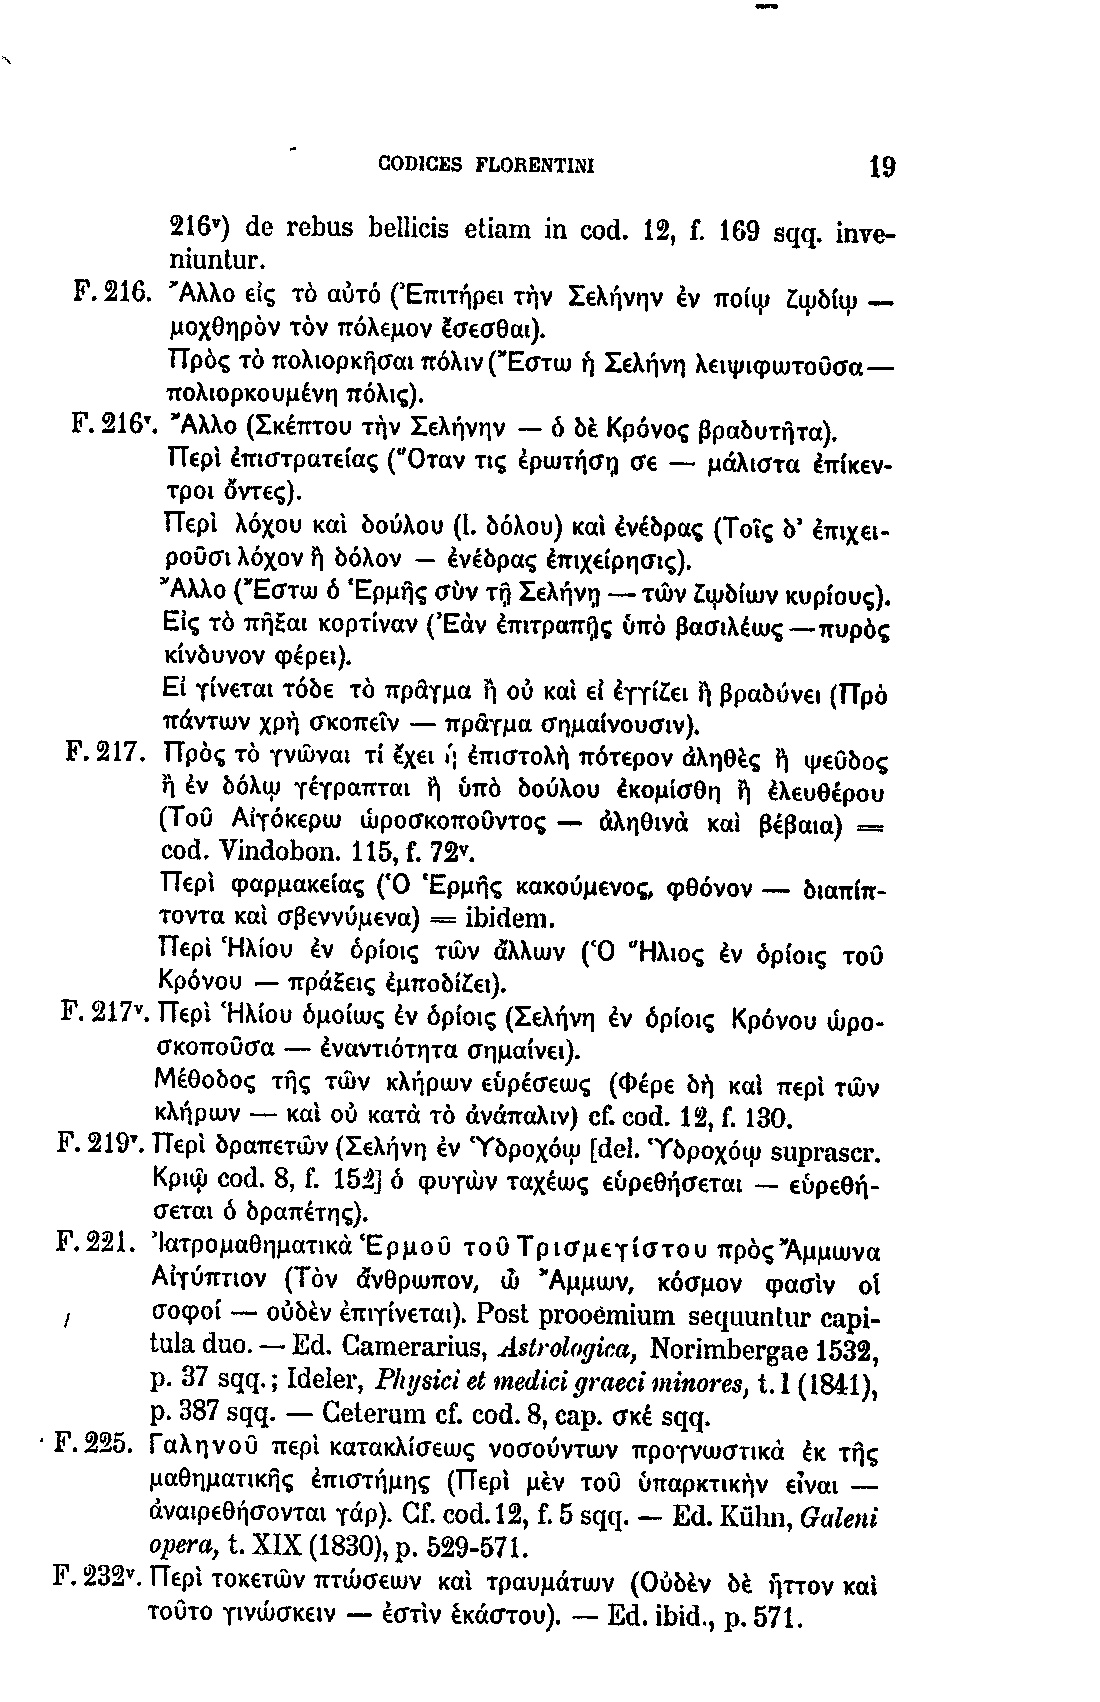 CODICES FLORENTINI 19
216ᵛ) de rebus bellicis etiam in cod. 12, f. 169 sqq. inve-
niuntur.
F. 216. Ἄλλο εἰς τὸ αὐτό (Ἐπιτήρει τὴν Σελήνην ἐν ποίῳ ζῳδίῳ —
μοχθηρὸν τὸν πόλεμον ἔσεσθαι).
Πρὸς τὸ πολιορκῆσαι πόλιν (Ἔστω ἡ Σελήνη λειψιφωτοῦσα —
πολιορκουμένη πόλις).
F. 216ᵛ. Ἄλλο (Σκέπτου τὴν Σελήνην — ὁ δὲ Κρόνος βραδυτῆτα).
Περὶ ἐπιστρατείας (Ὅταν τις ἐρωτήσῃ σε — μάλιστα ἐπίκεν-
τροι ὄντες).
Περὶ λόχου καὶ δούλου (l. δόλου) καὶ ἐνέδρας (Τοῖς δ' ἐπιχει-
ροῦσι λόχον ἢ δόλον — ἐνέδρας ἐπιχείρησις).
Ἄλλο (Ἔστω ὁ Ἑρμῆς σὺν τῇ Σελήνῃ — τῶν ζῳδίων κυρίους).
Εἰς τὸ πῆξαι κορτίναν (Ἐὰν ἐπιτραπῇς ὑπὸ βασιλέως — πυρὸς
κίνδυνον φέρει).
Εἰ γίνεται τόδε τὸ πρᾶγμα ἢ οὐ καὶ εἰ ἐγγίζει ἢ βραδύνει (Πρὸ
πάντων χρὴ σκοπεῖν — πρᾶγμα σημαίνουσιν).
F. 217. Πρὸς τὸ γνῶναι τί ἔχει ἡ ἐπιστολὴ πότερον ἀληθὲς ἢ ψεῦδος
ἢ ἐν δόλῳ γέγραπται ἢ ὑπὸ δούλου ἐκομίσθη ἢ ἐλευθέρου
(Τοῦ Αἰγόκερω ὡροσκοποῦντος — ἀληθινὰ καὶ βέβαια) =
cod. Vindobon. 115, f. 72ᵛ.
Περὶ φαρμακείας (Ὁ Ἑρμῆς κακούμενος, φθόνον — διαπίπ-
τοντα καὶ σβεννύμενα) = ibidem.
Περὶ Ἡλίου ἐν ὁρίοις τῶν ἄλλων (Ὁ Ἥλιος ἐν ὁρίοις τοῦ
Κρόνου — πράξεις ἐμποδίζει).
F. 217ᵛ. Περὶ Ἡλίου ὁμοίως ἐν ὁρίοις (Σελήνη ἐν ὁρίοις Κρόνου ὡρο-
σκοποῦσα — ἐναντιότητα σημαίνει).
Μέθοδος τῆς τῶν κλήρων εὑρέσεως (Φέρε δὴ καὶ περὶ τῶν
κλήρων — καὶ οὐ κατὰ τὸ ἀνάπαλιν) cf. cod. 12, f. 130.
F. 219ᵛ. Περὶ δραπετῶν (Σελήνη ἐν Ὑδροχόῳ [del. Ὑδροχόῳ suprascr.
Κριῷ cod. 8, f. 152] ὁ φυγὼν ταχέως εὑρεθήσεται — εὑρεθή-
σεται ὁ δραπέτης).
F. 221. Ἰατρομαθηματικὰ Ἑρμοῦ τοῦ Τρισμεγίστου πρὸς Ἄμμωνα
Αἰγύπτιον (Τὸν ἄνθρωπον, ὦ Ἄμμων, κόσμον φασὶν οἱ
σοφοί — οὐδὲν ἐπιγίνεται). Post prooemium sequuntur capi-
tula duo. — Ed. Camerarius, Astrologica, Norimbergae 1532,
p. 37 sqq.; Ideler, Physici et medici graeci minores, t. I (1841),
p. 387 sqq. — Ceterum cf. cod. 8, cap. σκέ sqq.
F. 225. Γαληνοῦ περὶ κατακλίσεως νοσούντων προγνωστικὰ ἐκ τῆς
μαθηματικῆς ἐπιστήμης (Περὶ μὲν τοῦ ὑπαρκτικὴν εἶναι —
ἀναιρεθήσονται γάρ). Cf. cod. 12, f. 5 sqq. — Ed. Kühn, Galeni
opera, t. XIX (1830), p. 529-571.
F. 232ᵛ. Περὶ τοκετῶν πτώσεων καὶ τραυμάτων (Οὐδὲν δὲ ἧττον καὶ
τοῦτο γινώσκειν — ἐστὶν ἑκάστου). — Ed. ibid., p. 571.